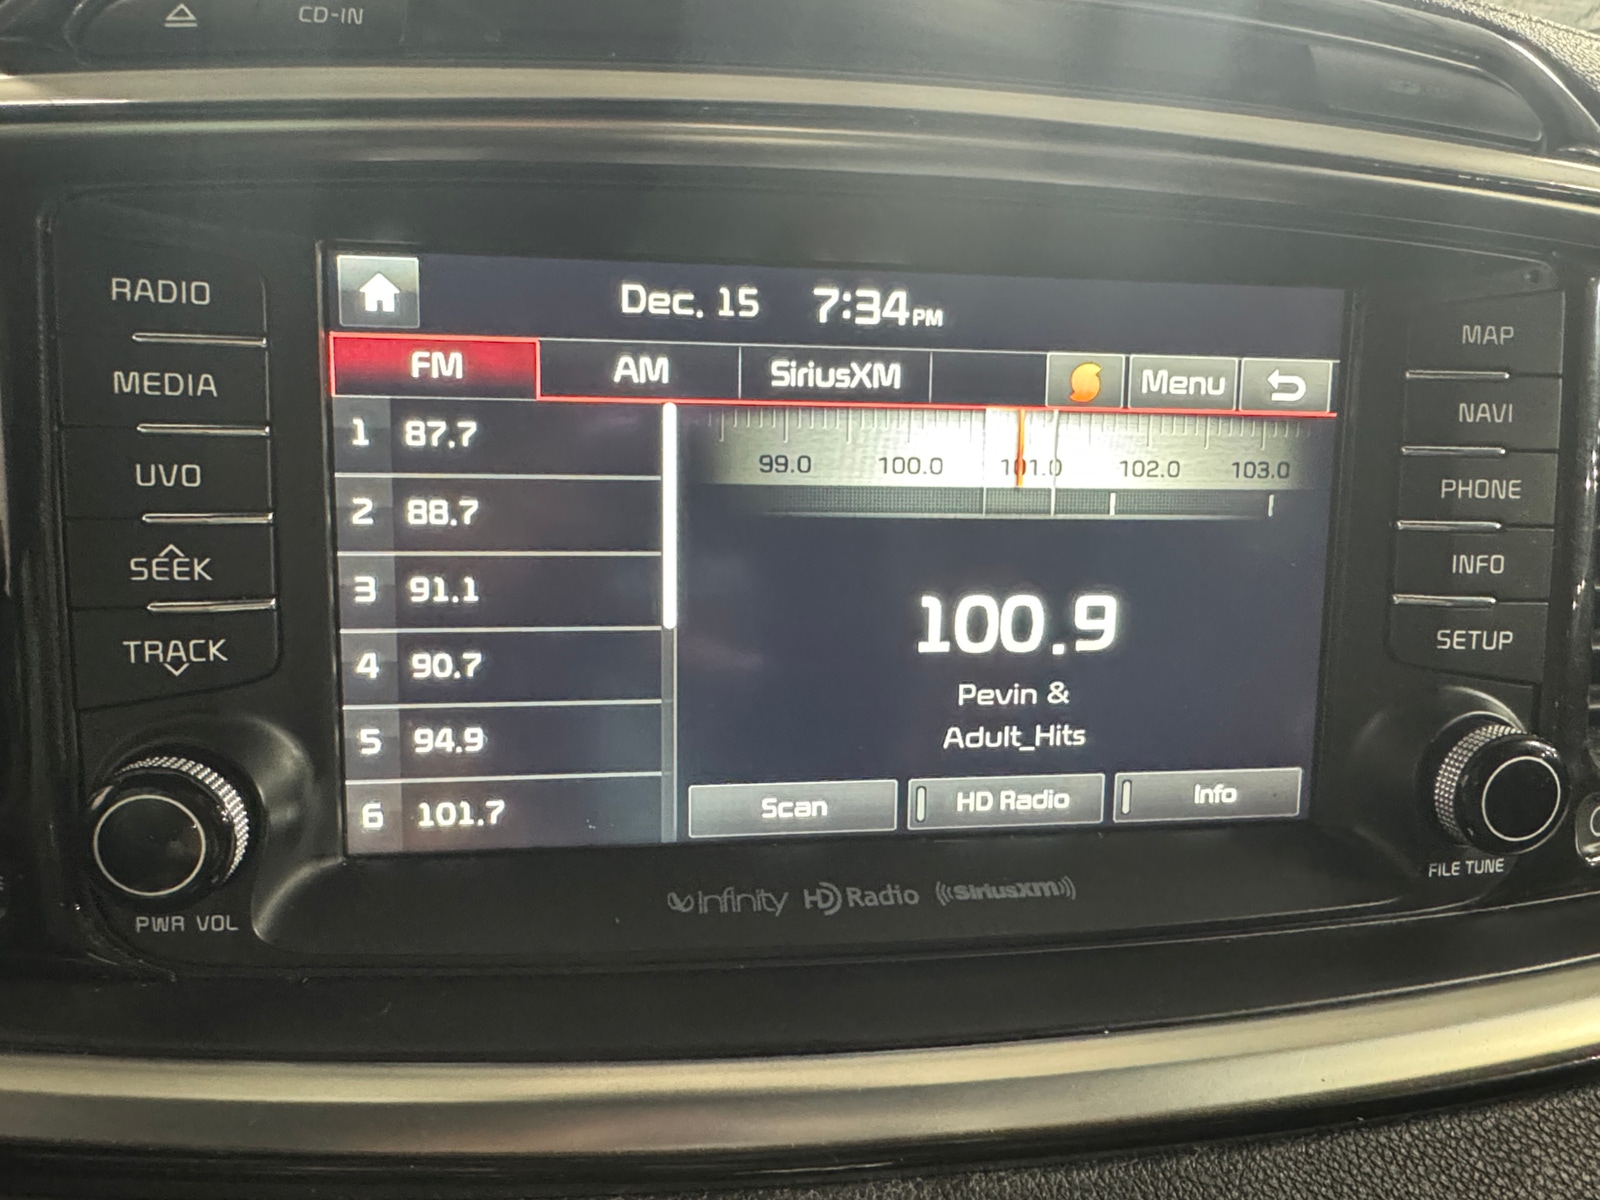 CD-IN
RADIO
MEDIA
UVO
SEEK
TRACK
PWR VOL
Dec. 15 7:34 PM
FM AM SiriusXM Menu
1 87.7
2 88.7
3 91.1
4 90.7
5 94.9
6 101.7
99.0 100.0 101.0 102.0 103.0
100.9
Pevin &
Adult_Hits
Scan HD Radio Info
Infinity HD Radio ((SiriusXM))
MAP
NAVI
PHONE
INFO
SETUP
FILE TUNE